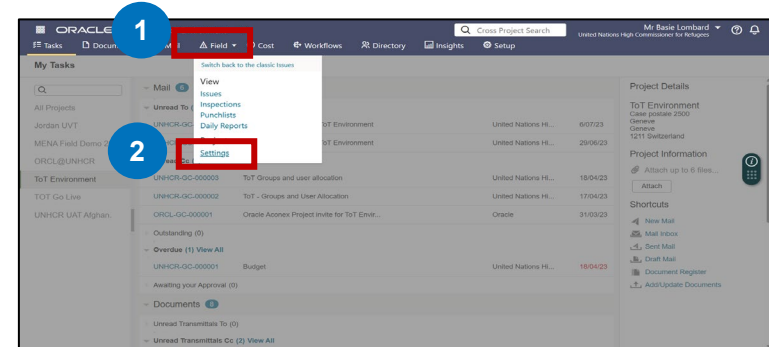 1
ORACLE
Cross Project Search
Mr Basie Lombard
United Nations High Commissioner for Refugees
Tasks
Field
Cost
Workflows
Directory
Insights
Setup
My Tasks
Switch back to the classic Issues
View
Issues
Inspections
Punchlists
Daily Reports
2
Settings
All Projects
Jordan UVT
MENA Field Demo 2
ORCL@UNHCR
ToT Environment
TOT Go Live
UNHCR UAT Afghan.
Mail
Unread To (
ToT Environment United Nations Hi... 6/07/23
ToT Environment United Nations Hi... 29/06/23
UNHCR-GC-000003 ToT Groups and user allocation United Nations Hi... 18/04/23
UNHCR-GC-000002 ToT - Groups and User Allocation United Nations Hi... 17/04/23
ORCL-GC-000001 Oracle Aconex Project invite for ToT Envir... Oracle 31/03/23
Outstanding (0)
Overdue (1) View All
UNHCR-GC-000001 Budget United Nations Hi... 18/04/23
Awaiting your Approval (0)
Documents
Unread Transmittals To (0)
Unread Transmittals Cc (2) View All
Project Details
ToT Environment
Case postale 2500
Geneve
Geneve
1211 Switzerland
Project Information
Attach up to 6 files...
Attach
Shortcuts
New Mail
Mail Inbox
Sent Mail
Draft Mail
Document Register
Add/Update Documents